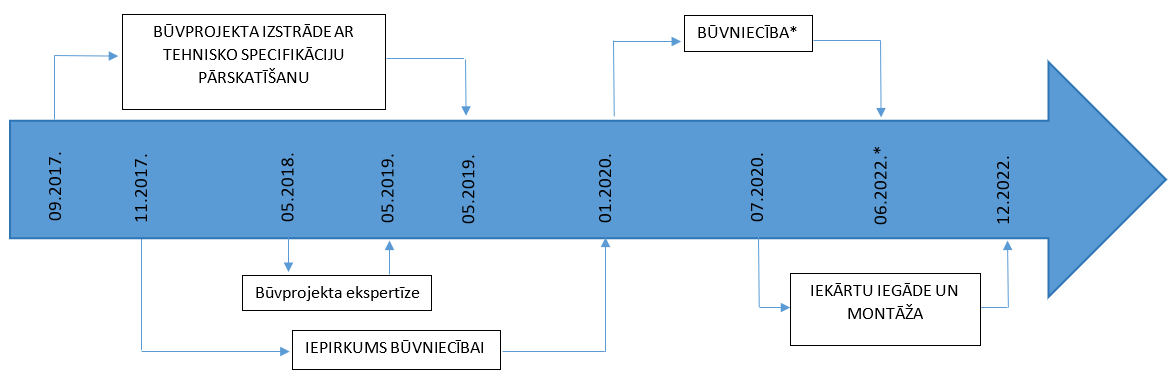 BŪVPROJEKTA IZSTRĀDE AR
TEHNISKO SPECIFIKĀCIJU
PĀRSKATĪŠANU
BŪVNIECĪBA*
09.2017.
11.2017.
05.2018.
05.2019.
05.2019.
01.2020.
07.2020.
06.2022.*
12.2022.
Būvprojekta ekspertīze
IEKĀRTU IEGĀDE UN
MONTĀŽA
IEPIRKUMS BŪVNIECĪBAI